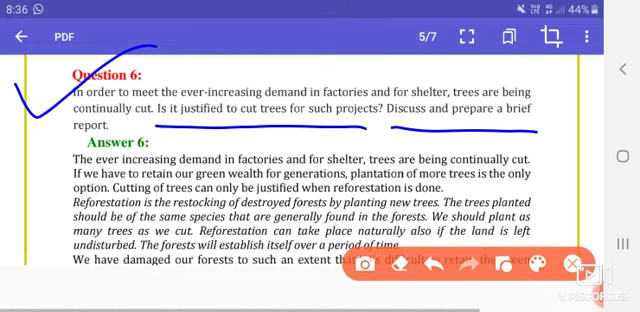 8:36
44%
PDF
5/7
Question 6:
In order to meet the ever-increasing demand in factories and for shelter, trees are being
continually cut. Is it justified to cut trees for such projects? Discuss and prepare a brief
report.
Answer 6:
The ever increasing demand in factories and for shelter, trees are being continually cut.
If we have to retain our green wealth for generations, plantation of more trees is the only
option. Cutting of trees can only be justified when reforestation is done.
Reforestation is the restocking of destroyed forests by planting new trees. The trees planted
should be of the same species that are generally found in the forests. We should plant as
many trees as we cut. Reforestation can take place naturally also if the land is left
undisturbed. The forests will establish itself over a period of time.
We have damaged our forests to such an extent
RECORDER